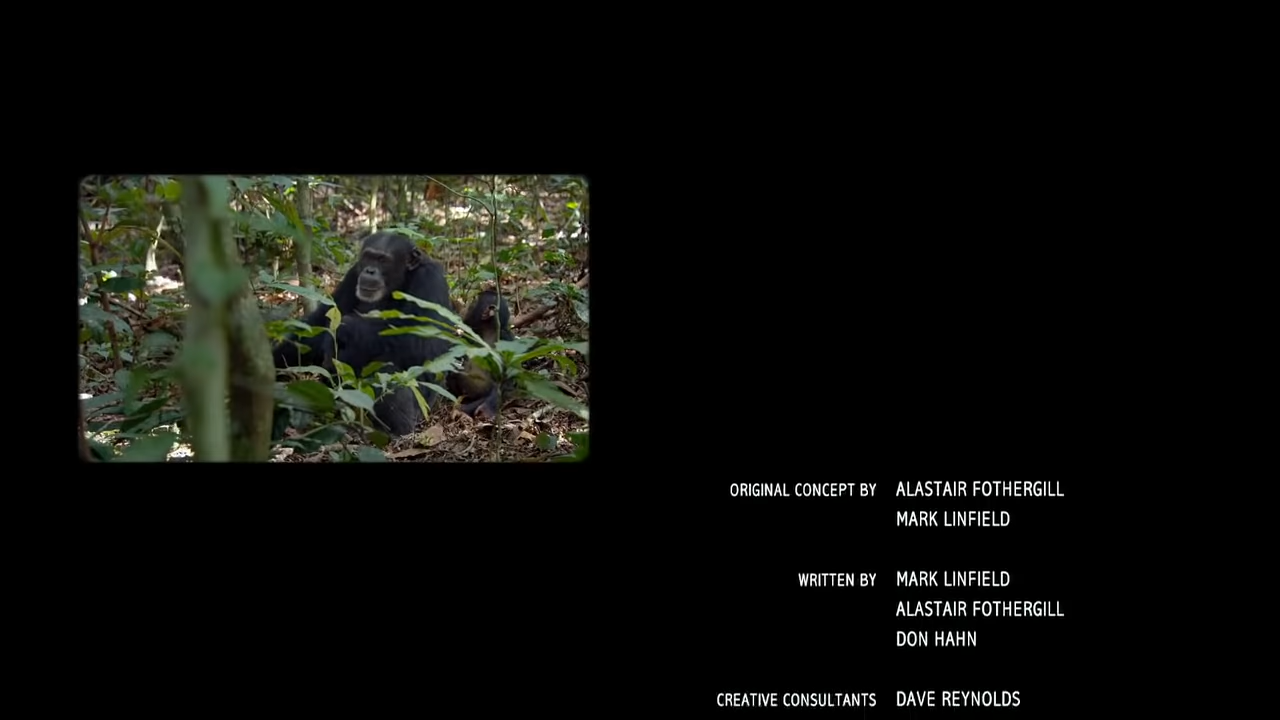 ORIGINAL CONCEPT BY ALASTAIR FOTHERGILL
MARK LINFIELD
WRITTEN BY MARK LINFIELD
ALASTAIR FOTHERGILL
DON HAHN
CREATIVE CONSULTANTS DAVE REYNOLDS